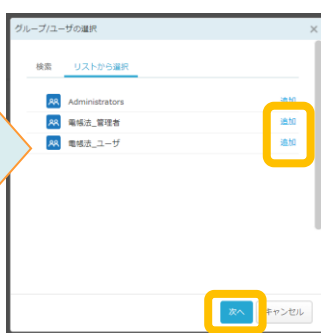 グループ/ユーザの選択 ×
検索 リストから選択
Administrators 追加
電帳法_管理者 追加
電帳法_ユーザ 追加
次へ キャンセル